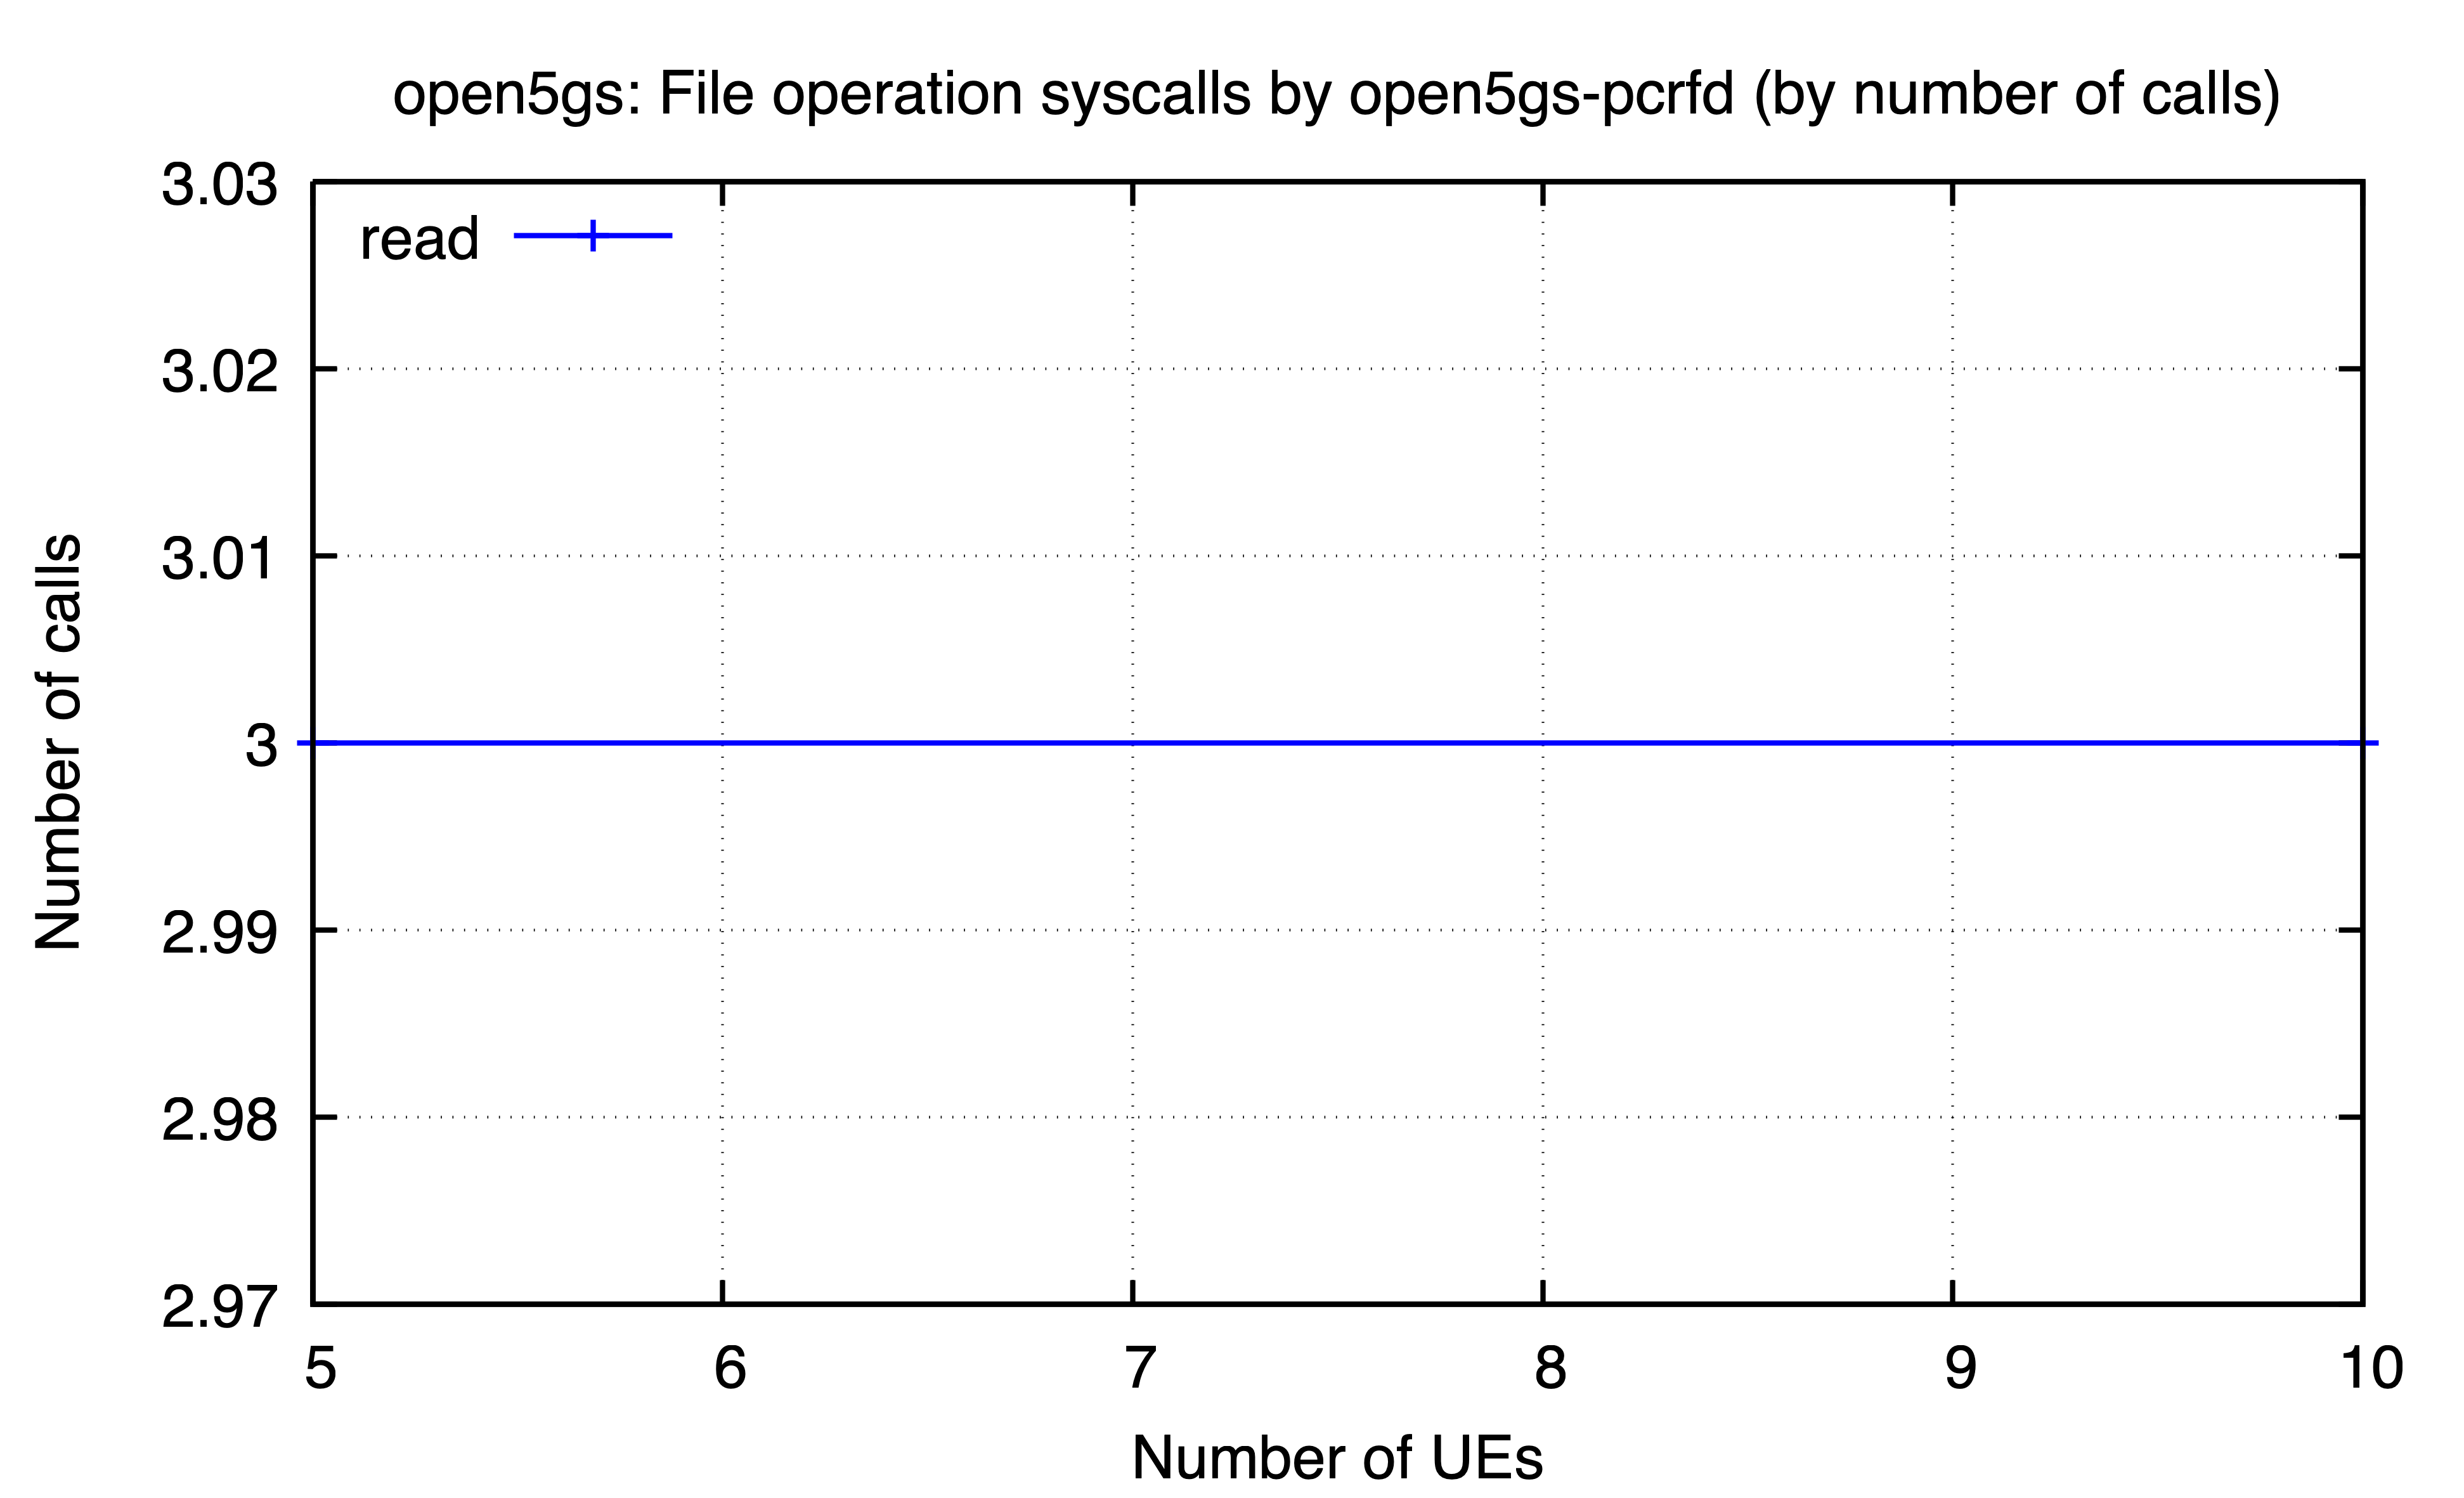 open5gs: File operation syscalls by open5gs-pcrfd (by number of calls)
3.03
read
3.02
3.01
3
2.99
2.98
2.97
Number of calls
5 6 7 8 9 10
Number of UEs